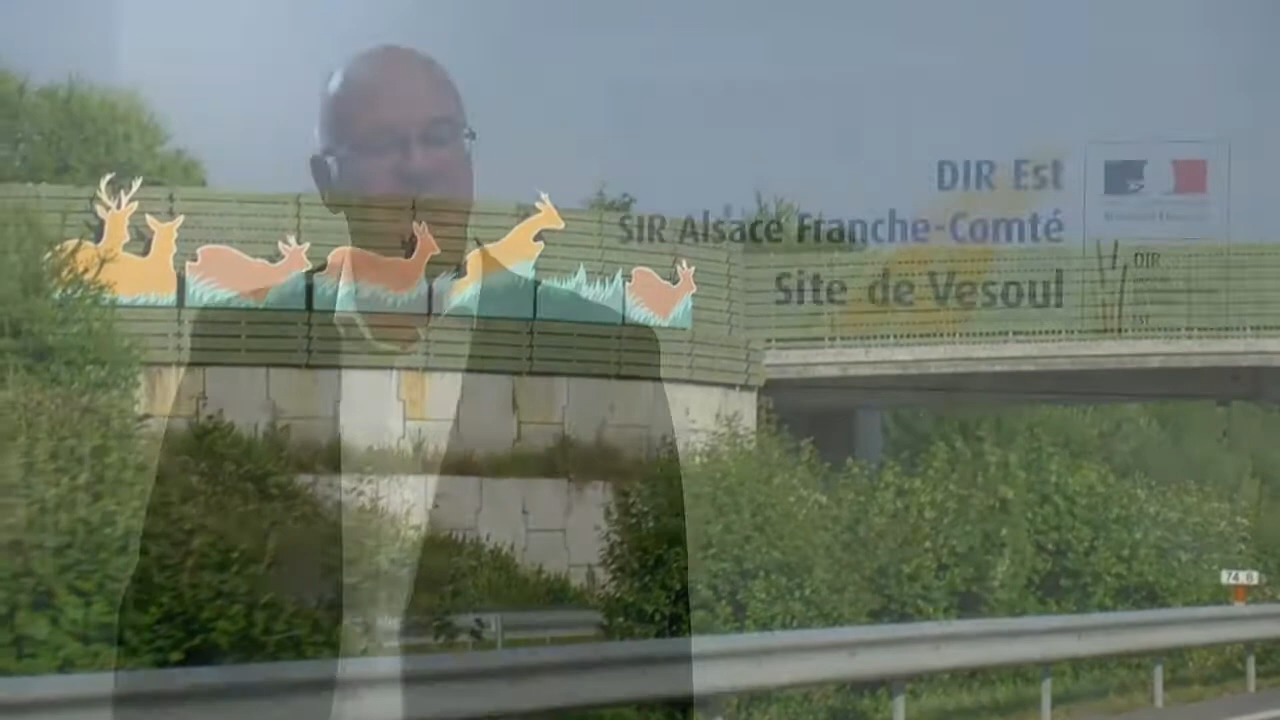 DIR Est
SIR Alsace Franche-Comté
Site de Vesoul
DIR
EST
74.8